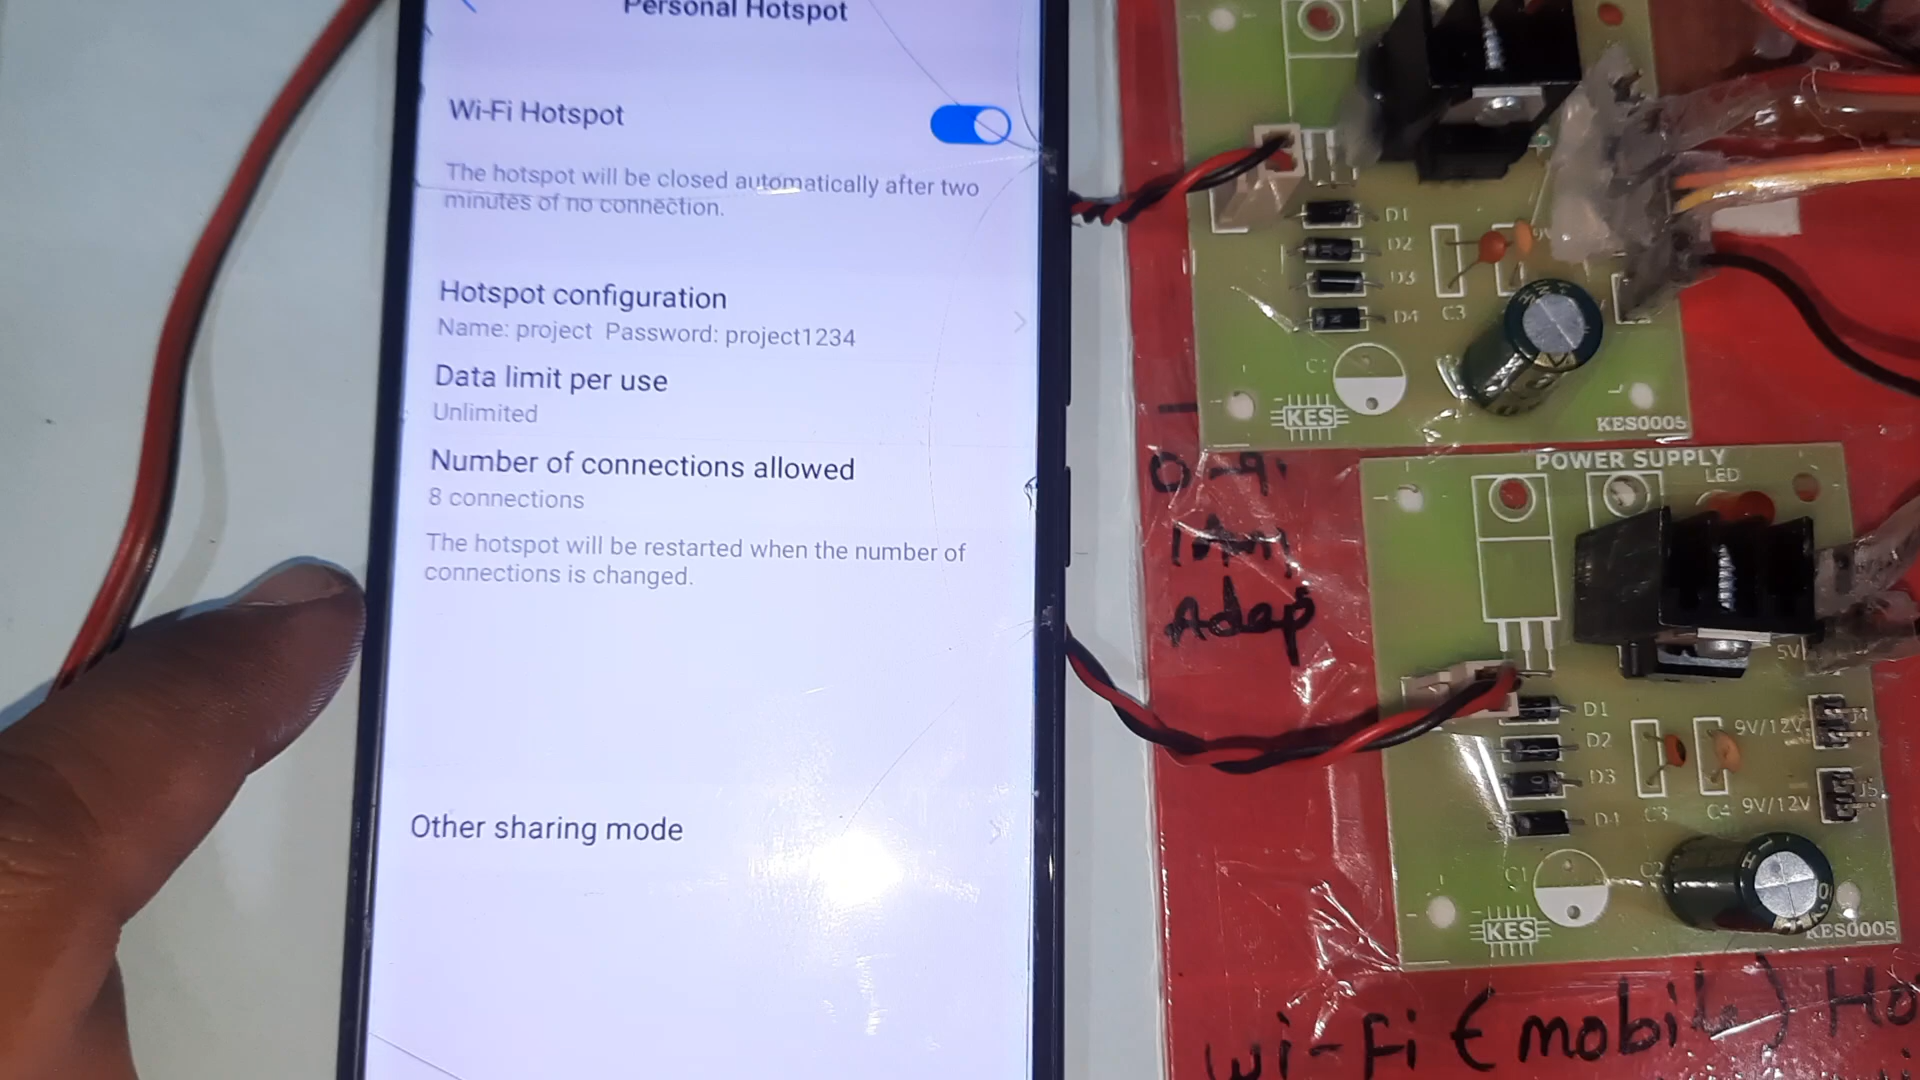 Personal Hotspot
Wi-Fi Hotspot
The hotspot will be closed automatically after two
minutes of no connection.
Hotspot configuration
Name: project Password: project1234
Data limit per use
Unlimited
Number of connections allowed
8 connections
The hotspot will be restarted when the number of
connections is changed.
Other sharing mode
D1
D2
D3
D4
C3
KES
KES0005
Adap
POWER SUPPLY
LED
5V
D1
D2
D3
D4
C3
C4
9V/12V
9V/12V
J5
C1
C2
KES
KES0005
Wi-Fi (mobile) Ho